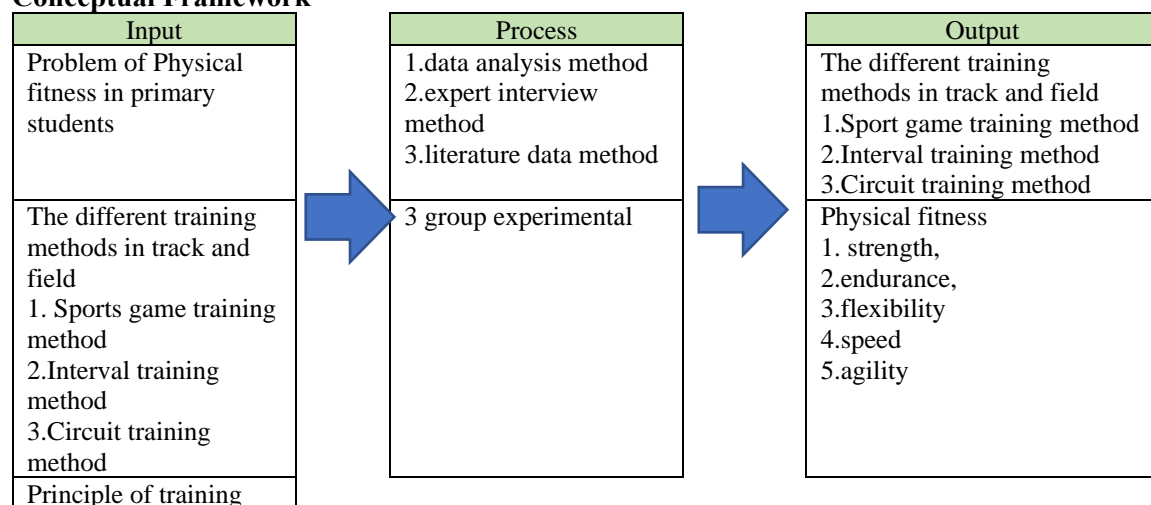 Conceptual Framework
Input
Problem of Physical
fitness in primary
students
The different training
methods in track and
field
1. Sports game training
method
2.Interval training
method
3.Circuit training
method
Principle of training
Process
1.data analysis method
2.expert interview
method
3.literature data method
3 group experimental
Output
The different training
methods in track and field
1.Sport game training method
2.Interval training method
3.Circuit training method
Physical fitness
1. strength,
2.endurance,
3.flexibility
4.speed
5.agility